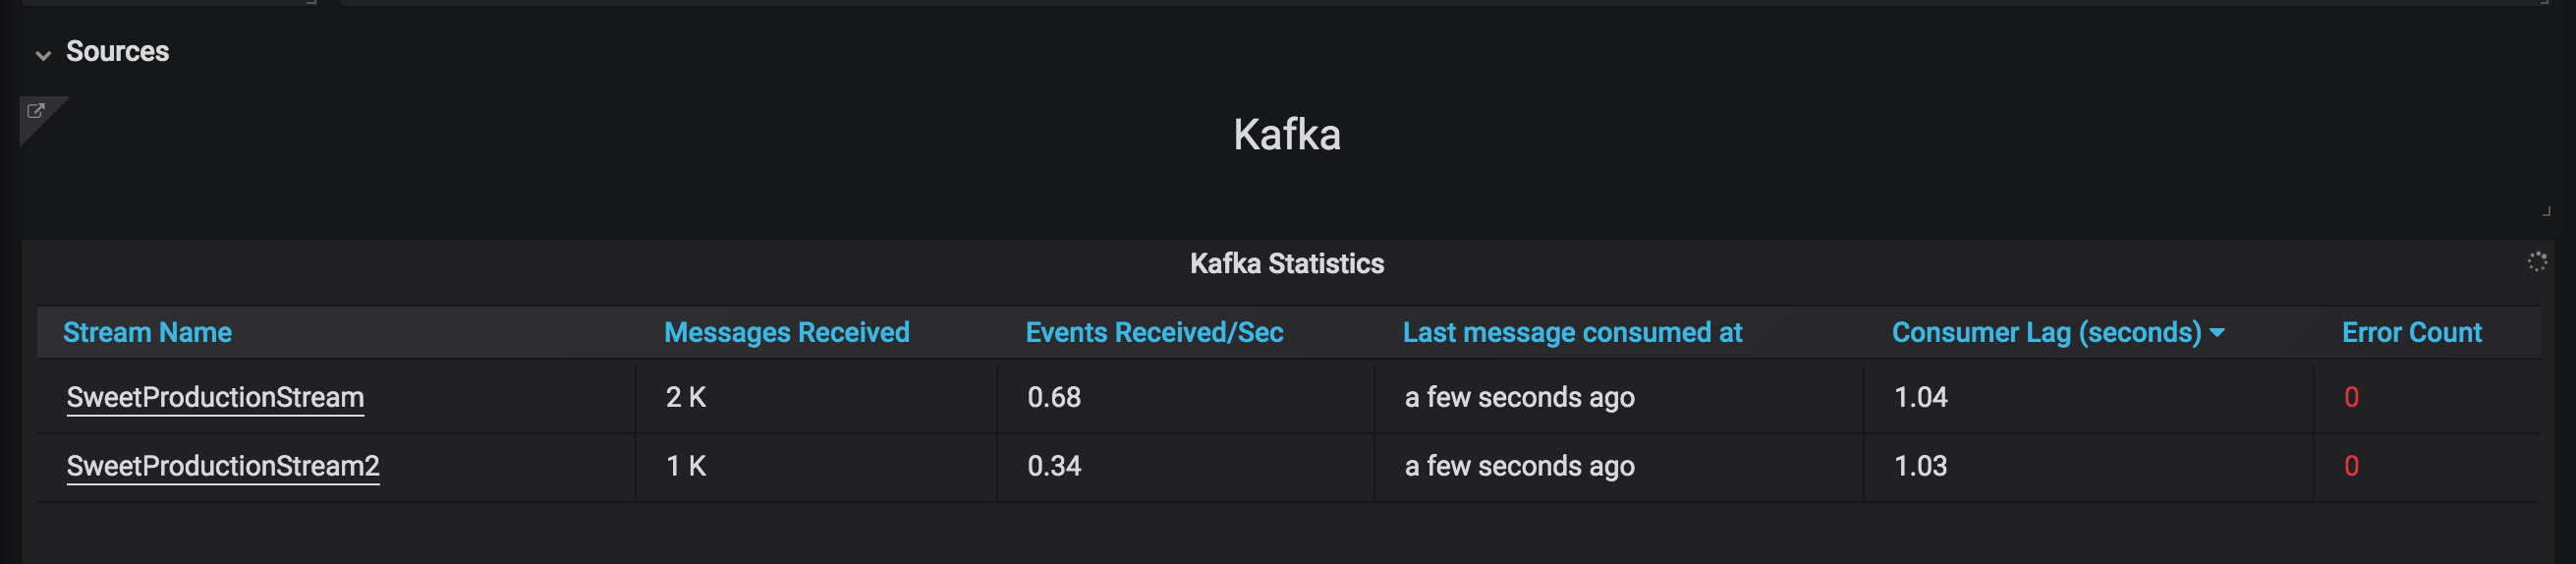 Sources
Kafka
Kafka Statistics
Stream Name Messages Received Events Received/Sec Last message consumed at Consumer Lag (seconds) Error Count
SweetProductionStream 2 K 0.68 a few seconds ago 1.04 0
SweetProductionStream2 1 K 0.34 a few seconds ago 1.03 0